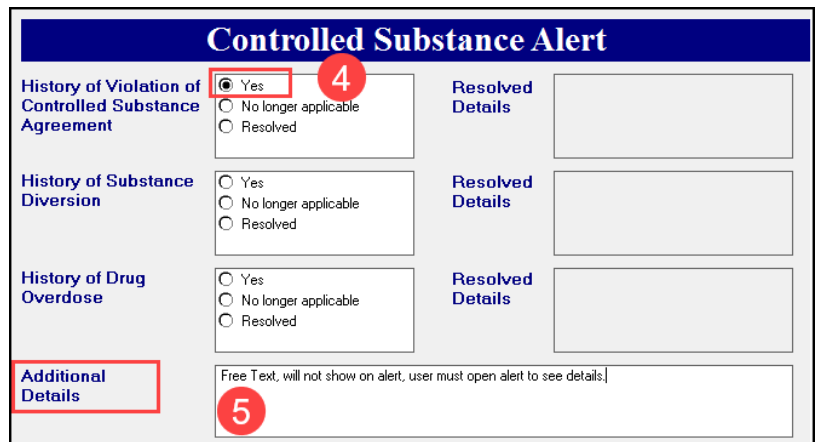 Controlled Substance Alert
History of Violation of
Controlled Substance
Agreement
Yes
4
No longer applicable
Resolved
Resolved
Details
History of Substance
Diversion
Yes
No longer applicable
Resolved
Resolved
Details
History of Drug
Overdose
Yes
No longer applicable
Resolved
Resolved
Details
Additional
Details
Free Text, will not show on alert, user must open alert to see details.
5